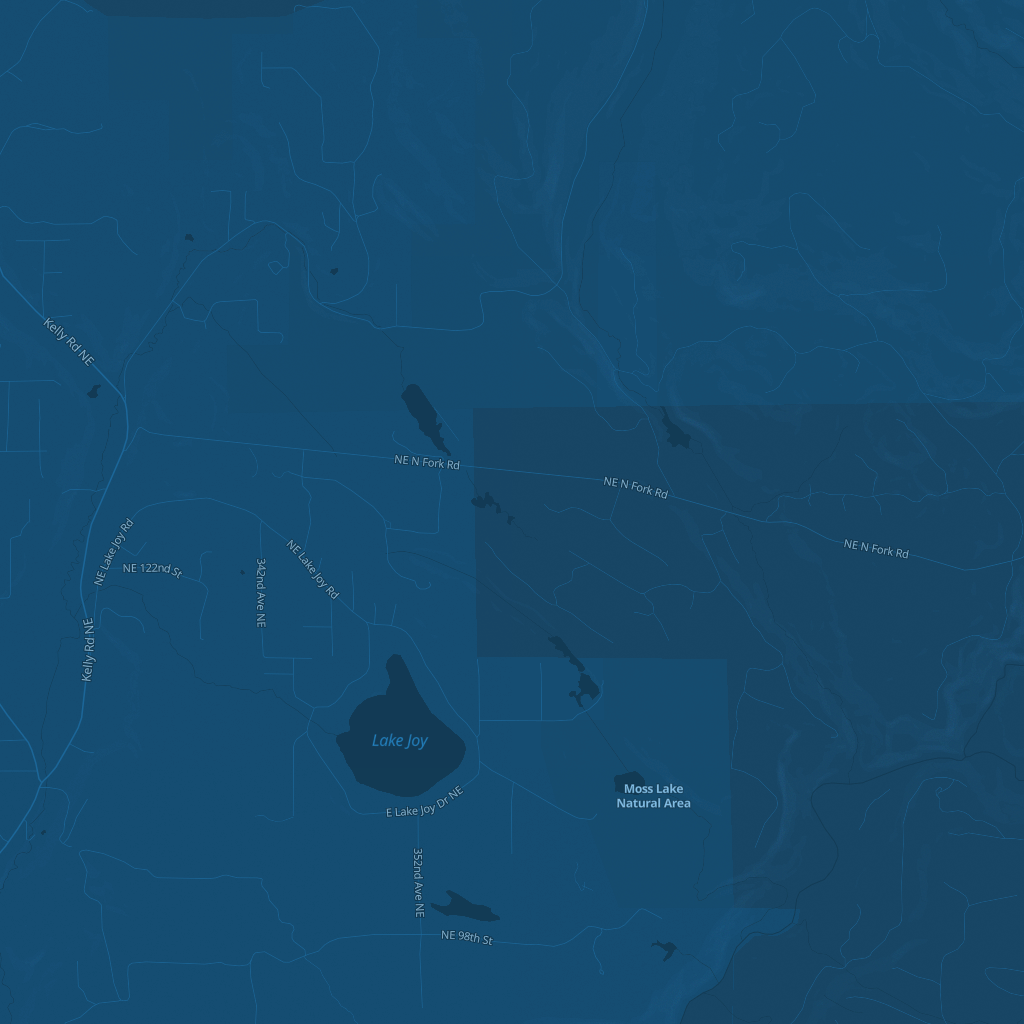 Kelly Rd NE
NE N Fork Rd
NE N Fork Rd
NE N Fork Rd
NE Lake Joy Rd
NE 122nd St
342nd Ave NE
NE Lake Joy Rd
Kelly Rd NE
Lake Joy
Moss Lake
Natural Area
E Lake Joy Dr NE
352nd Ave NE
NE 98th St